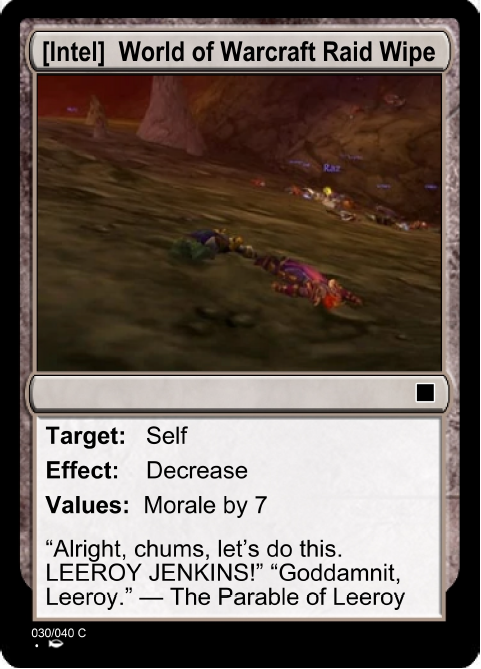 [Intel] World of Warcraft Raid Wipe
Raz
Target: Self
Effect: Decrease
Values: Morale by 7
“Alright, chums, let’s do this.
LEEROY JENKINS!” “Goddamnit,
Leeroy.” — The Parable of Leeroy
030/040 C